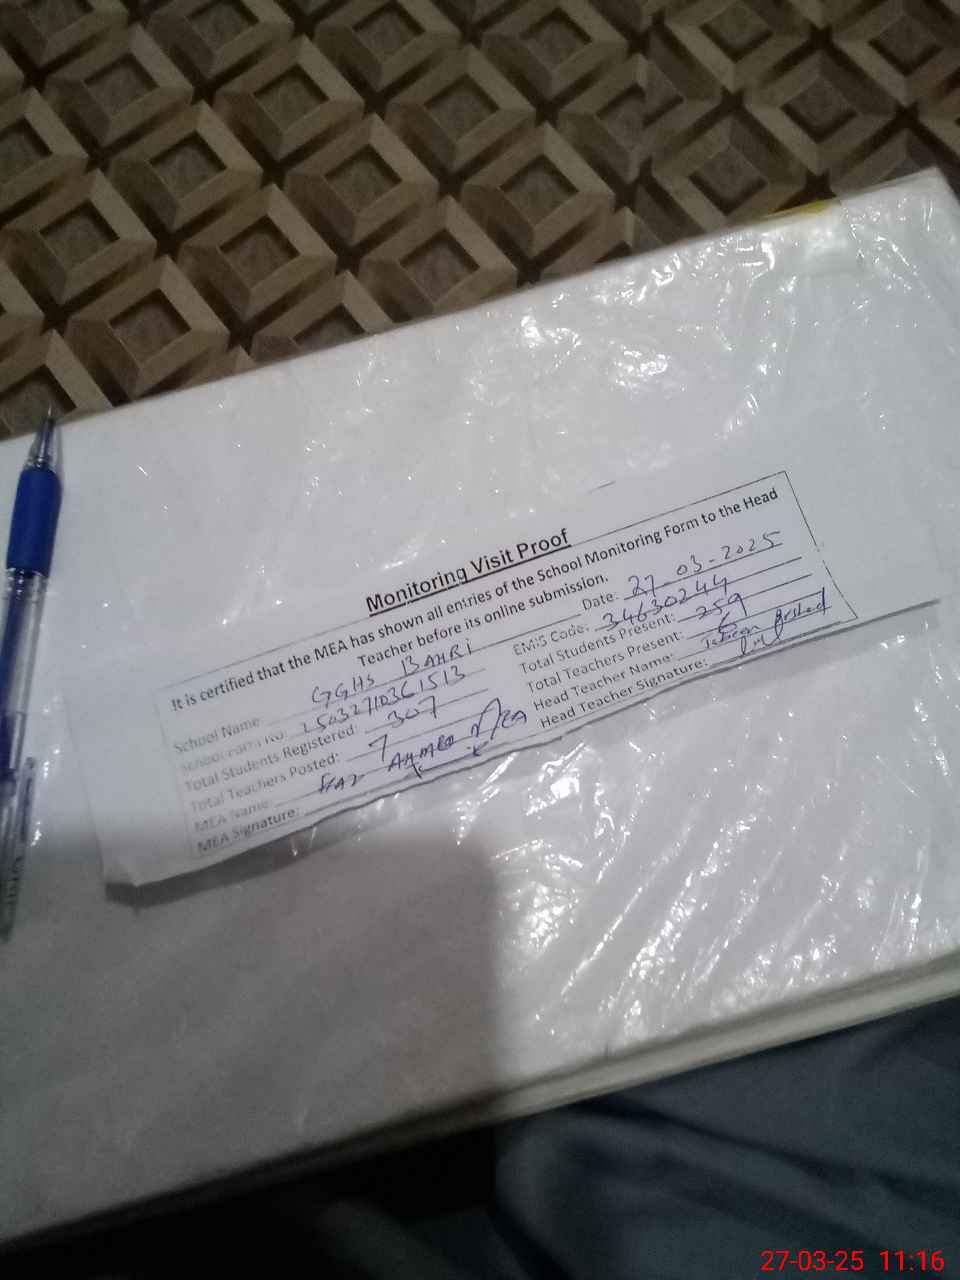 Monitoring Visit Proof
It is certified that the MEA has shown all entries of the School Monitoring Form to the Head
Teacher before its online submission.
Date: 27-03-2025
School Name GGHS BAHRI
EMIS Code: 34630244
School Form No:
Total Students Present: 259
Total Students Registered: 307
Total Teachers Present: 6
Total Teachers Posted: 7
Head Teacher Name: Arshad
MEA Name: AHMED
Head Teacher Signature:
MEA Signature:
27-03-25 11:16